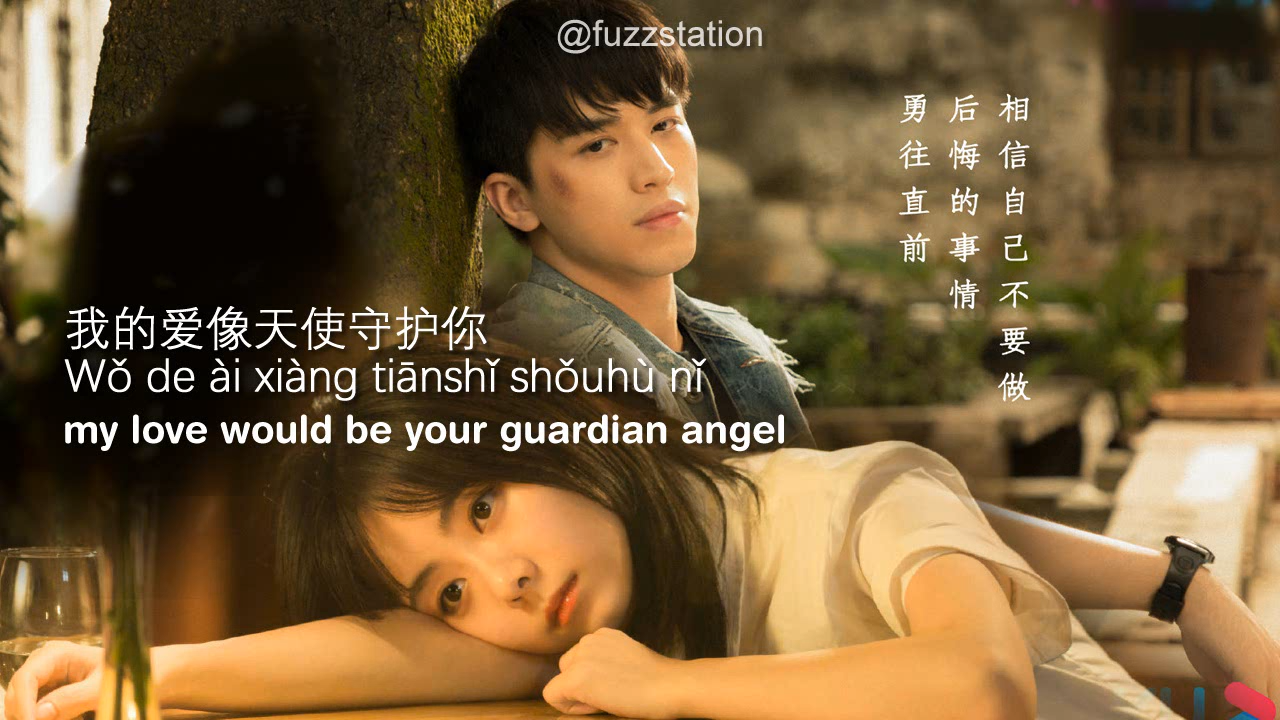 @fuzzstation
相信自己不要做
后悔的事情
勇往直前
我的爱像天使守护你
Wǒ de ài xiàng tiānshǐ shǒuhù nǐ
my love would be your guardian angel